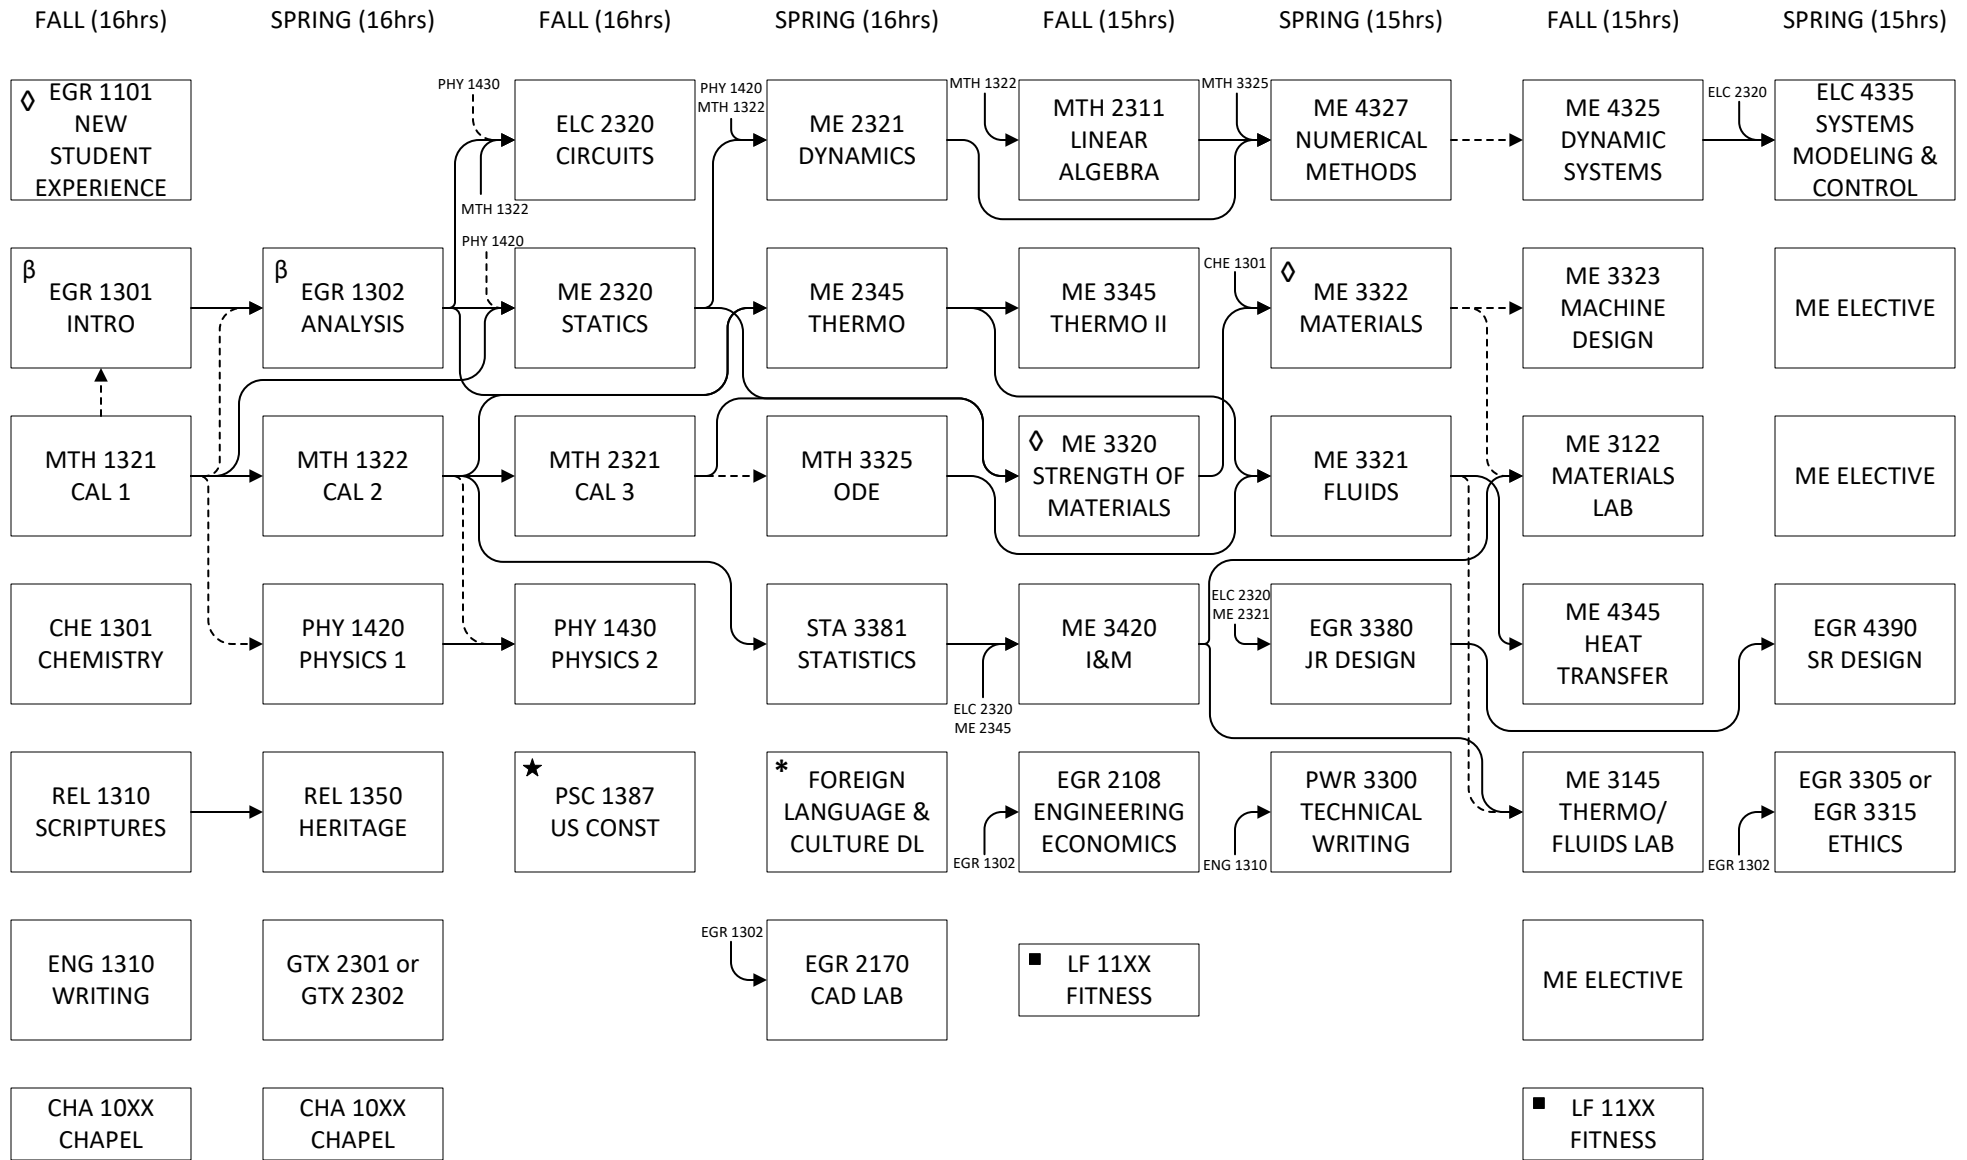 FALL (16hrs)
SPRING (16hrs)
FALL (16hrs)
SPRING (16hrs)
FALL (15hrs)
SPRING (15hrs)
FALL (15hrs)
SPRING (15hrs)
◊ EGR 1101
NEW
STUDENT
EXPERIENCE
PHY 1430
MTH 1322
ELC 2320
CIRCUITS
PHY 1420
MTH 1322
ME 2321
DYNAMICS
MTH 1322
MTH 2311
LINEAR
ALGEBRA
MTH 3325
ME 4327
NUMERICAL
METHODS
ME 4325
DYNAMIC
SYSTEMS
ELC 2320
ELC 4335
SYSTEMS
MODELING &
CONTROL
β
EGR 1301
INTRO
β
EGR 1302
ANALYSIS
PHY 1420
ME 2320
STATICS
ME 2345
THERMO
ME 3345
THERMO II
CHE 1301
◊
ME 3322
MATERIALS
ME 3323
MACHINE
DESIGN
ME ELECTIVE
MTH 1321
CAL 1
MTH 1322
CAL 2
MTH 2321
CAL 3
MTH 3325
ODE
◊ ME 3320
STRENGTH OF
MATERIALS
ME 3321
FLUIDS
ME 3122
MATERIALS
LAB
ME ELECTIVE
CHE 1301
CHEMISTRY
PHY 1420
PHYSICS 1
PHY 1430
PHYSICS 2
STA 3381
STATISTICS
ELC 2320
ME 2345
ME 3420
I&M
ELC 2320
ME 2321
EGR 3380
JR DESIGN
ME 4345
HEAT
TRANSFER
EGR 4390
SR DESIGN
REL 1310
SCRIPTURES
REL 1350
HERITAGE
★
PSC 1387
US CONST
* FOREIGN
LANGUAGE &
CULTURE DL
EGR 1302
EGR 2108
ENGINEERING
ECONOMICS
ENG 1310
PWR 3300
TECHNICAL
WRITING
ME 3145
THERMO/
FLUIDS LAB
EGR 1302
EGR 3305 or
EGR 3315
ETHICS
ENG 1310
WRITING
GTX 2301 or
GTX 2302
EGR 1302
EGR 2170
CAD LAB
■ LF 11XX
FITNESS
ME ELECTIVE
CHA 10XX
CHAPEL
CHA 10XX
CHAPEL
■ LF 11XX
FITNESS